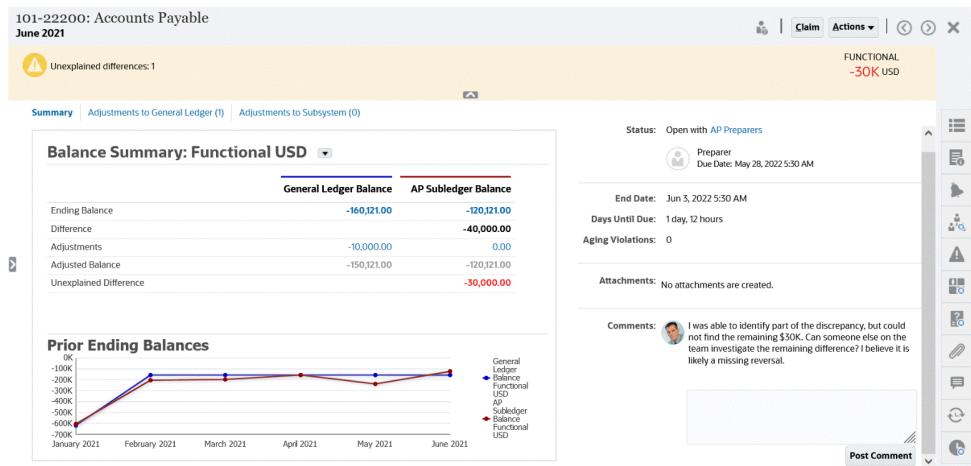 101-22200: Accounts Payable
June 2021
Claim
Actions
Unexplained differences: 1
FUNCTIONAL
-30K USD
Summary
Adjustments to General Ledger (1)
Adjustments to Subsystem (0)
Balance Summary: Functional USD
General Ledger Balance AP Subledger Balance
Ending Balance -160,121.00 -120,121.00
Difference -40,000.00
Adjustments -10,000.00 0.00
Adjusted Balance -150,121.00 -120,121.00
Unexplained Difference -30,000.00
Prior Ending Balances
0K
-100K
-200K
-300K
-400K
-500K
-600K
-700K
January 2021 February 2021 March 2021 April 2021 May 2021 June 2021
General
Ledger
Balance
Functional
USD
AP
Subledger
Balance
Functional
USD
Status: Open with AP Preparers
Preparer
Due Date: May 28, 2022 5:30 AM
End Date: Jun 3, 2022 5:30 AM
Days Until Due: 1 day, 12 hours
Aging Violations: 0
Attachments: No attachments are created.
Comments: I was able to identify part of the discrepancy, but could
not find the remaining $30K. Can someone else on the
team investigate the remaining difference? I believe it is
likely a missing reversal.
Post Comment